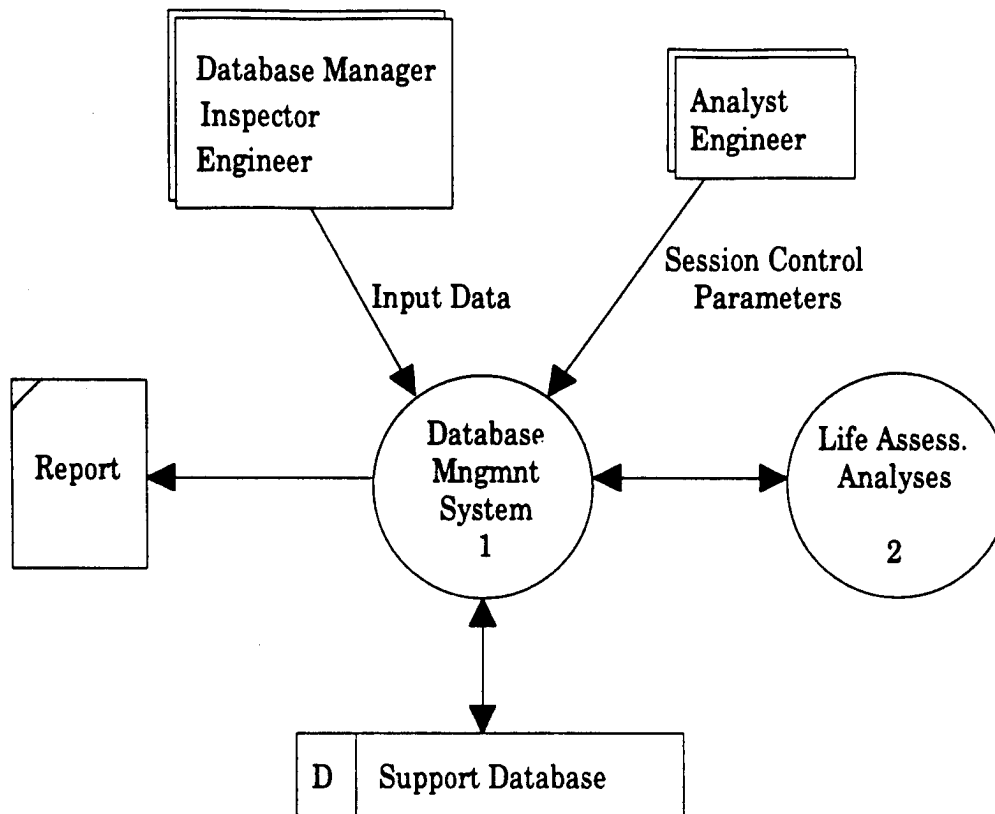 Database Manager
Inspector
Engineer
Analyst
Engineer
Session Control
Parameters
Input Data
Report
Database
Mngmnt
System
1
Life Assess.
Analyses
2
D
Support Database